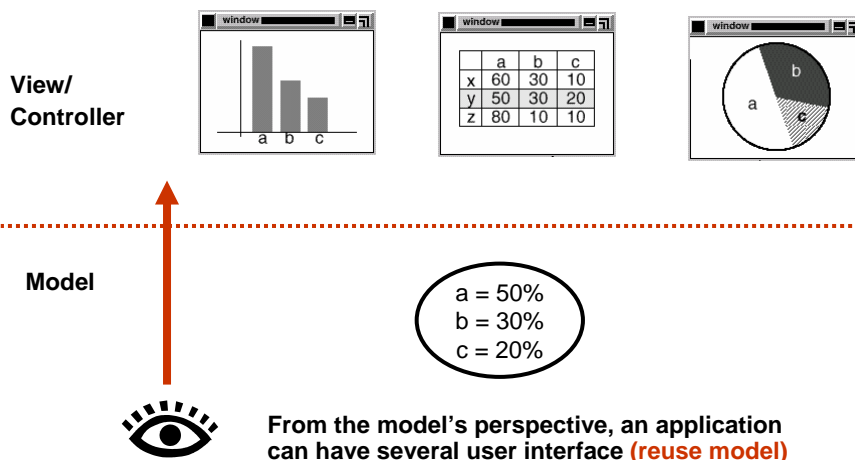 window
window
window
View/
Controller
a b c
a b c
x 60 30 10
y 50 30 20
z 80 10 10
a
b
c
Model
a = 50%
b = 30%
c = 20%
From the model's perspective, an application
can have several user interface (reuse model)